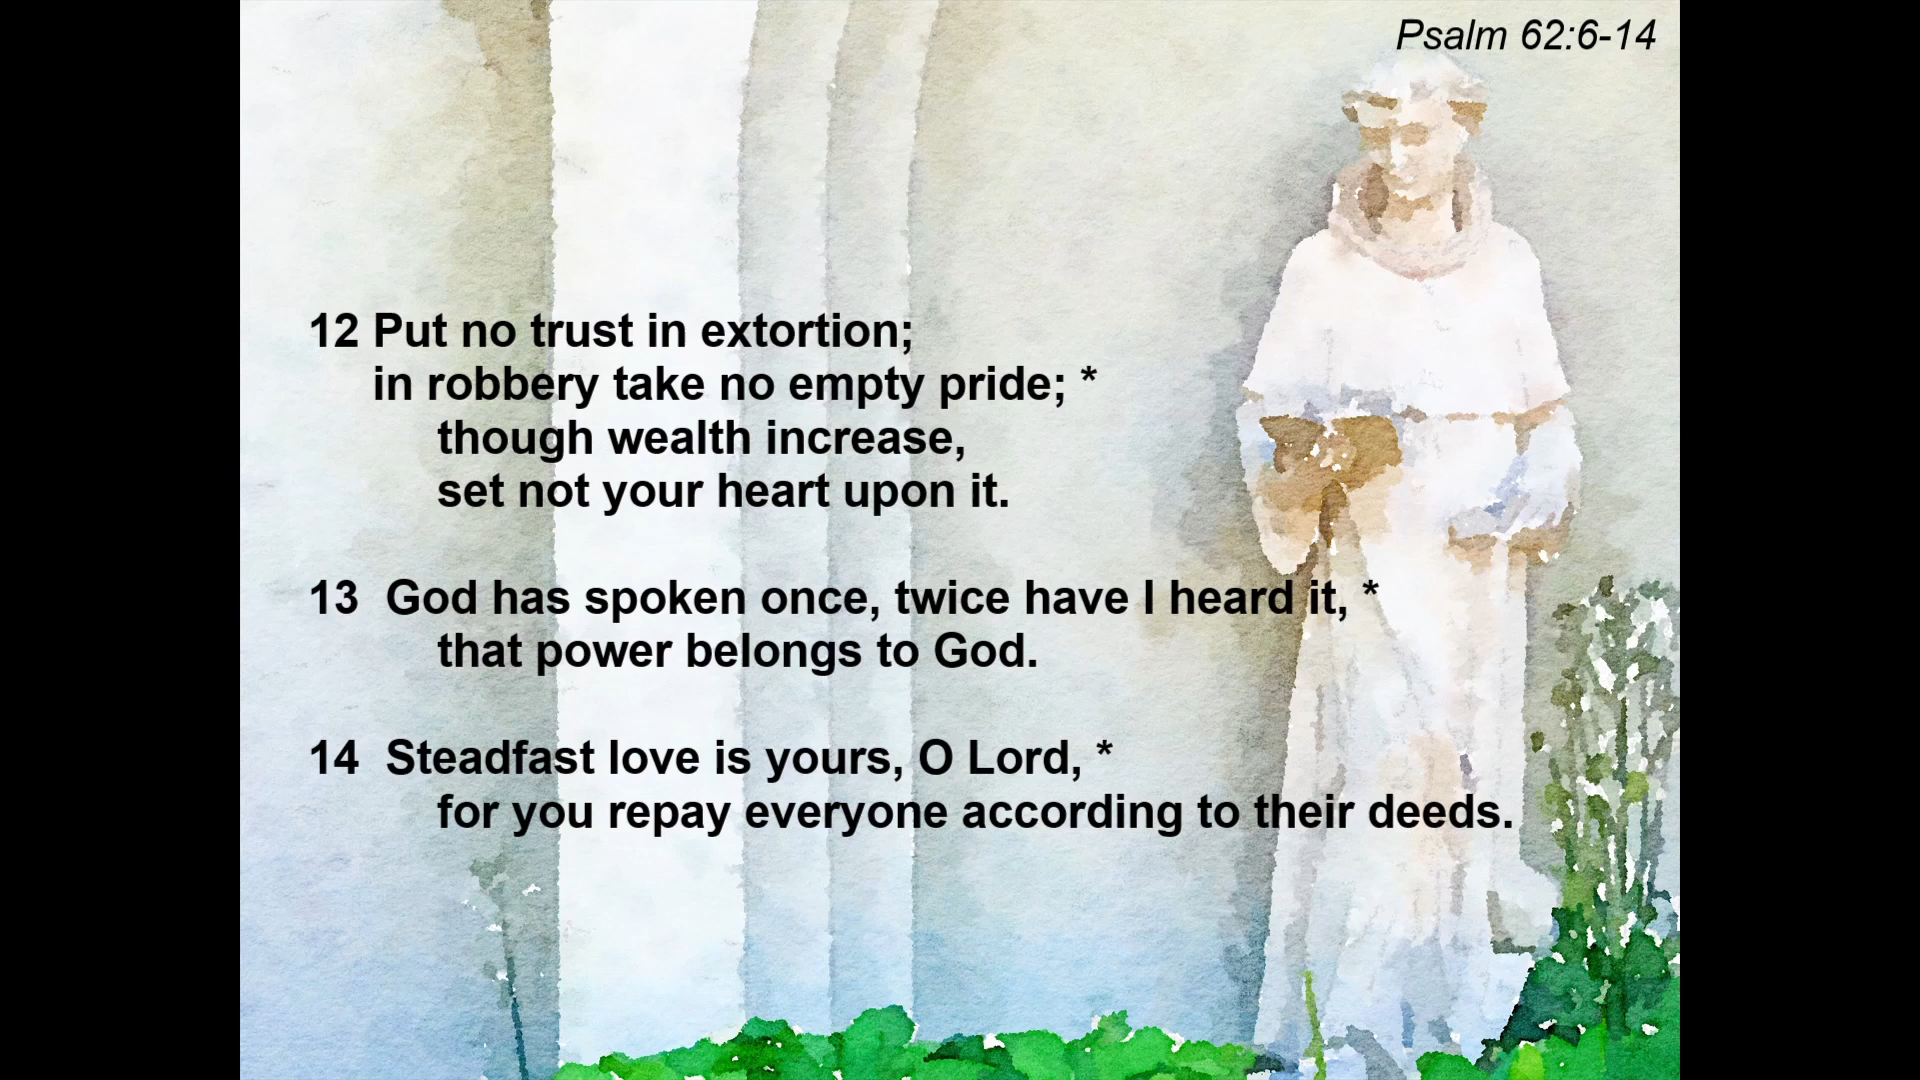 Psalm 62:6-14
12 Put no trust in extortion;
in robbery take no empty pride; *
though wealth increase,
set not your heart upon it.
13 God has spoken once, twice have I heard it, *
that power belongs to God.
14 Steadfast love is yours, O Lord, *
for you repay everyone according to their deeds.